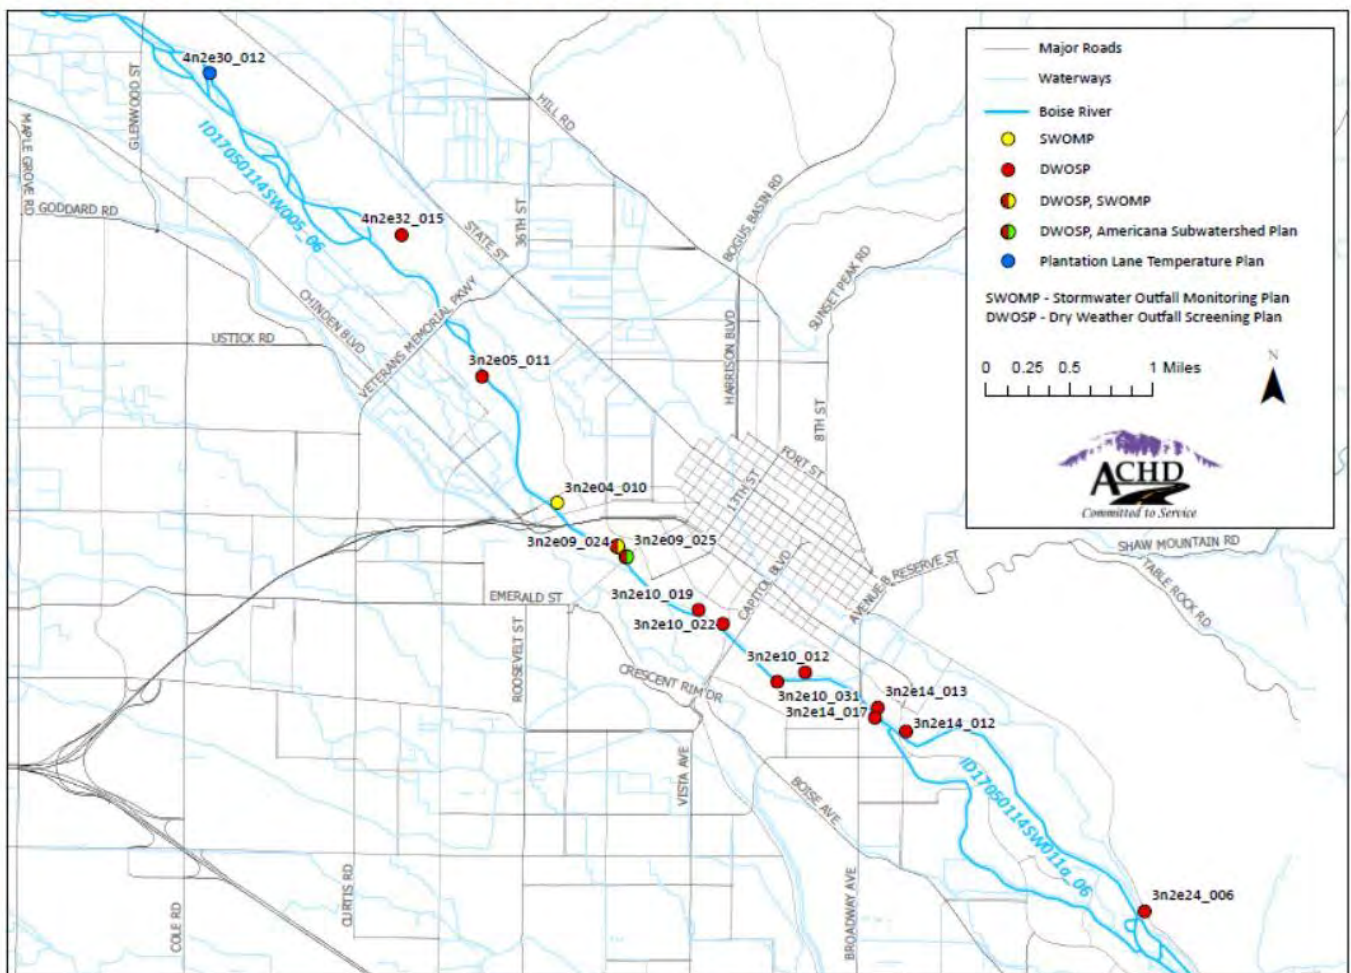 4n2e30_012
GLENWOOD ST
MAPLE GROVE RD
HILL RD
ID17050114SW005_06
GODDARD RD
4n2e32_015
STATE ST
36TH ST
BOGUS BASIN RD
SUNSET PEAK RD
CHINDEN BLVD
VETERANS MEMORIAL PKWY
USTICK RD
3n2e05_011
HARRISON BLVD
8TH ST
FORT ST
13TH ST
3n2e04_010
3n2e09_024
3n2e09_025
EMERALD ST
3n2e10_019
3n2e10_022
CAPITOL BLVD
AVENUE B
RESERVE ST
SHAW MOUNTAIN RD
TABLE ROCK RD
ROOSEVELT ST
CRESCENT RIM DR
3n2e10_012
3n2e10_031
3n2e14_013
3n2e14_017
3n2e14_012
VISTA AVE
BOISE AVE
ID17050114SW011a_06
CURTIS RD
COLE RD
BROADWAY AVE
3n2e24_006
Major Roads
Waterways
Boise River
SWOMP
DWOSP
DWOSP, SWOMP
DWOSP, Americana Subwatershed Plan
Plantation Lane Temperature Plan
SWOMP - Stormwater Outfall Monitoring Plan
DWOSP - Dry Weather Outfall Screening Plan
N
0 0.25 0.5 1 Miles
ACHD
Committed to Service